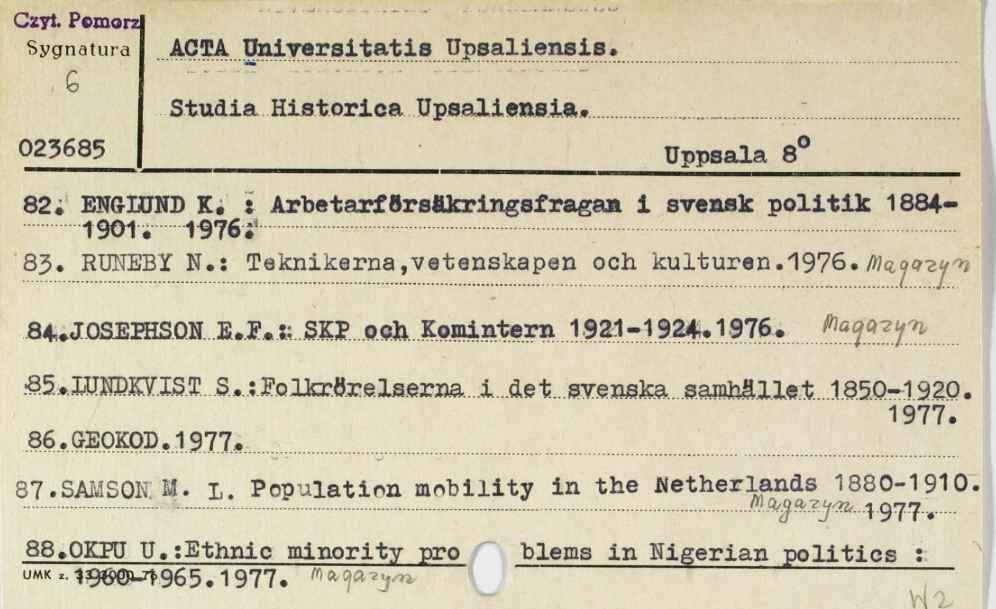 Czyt. Pomorz
Sygnatura
6
023685
ACTA Universitatis Upsaliensis.
Studia Historica Upsaliensia.
Uppsala 8º
82. ENGLUND K. : Arbetarförsäkringsfragan i svensk politik 1884-
1901. 1976.
83. RUNEBY N.: Teknikerna,vetenskapen och kulturen.1976. Magazyn
84.JOSEPHSON E.F.: SKP och Komintern 1921-1924.1976. Magazyn
85.LUNDKVIST S.:Folkrörelserna i det svenska samhället 1850-1920.
1977.
86.GEOKOD.1977.
87.SAMSON M. L. Population mobility in the Netherlands 1880-1910.
Magazyn 1977.
88.OKPU U.:Ethnic minority problems in Nigerian politics :
UMK z. 1960-1965.1977. Magazyn
W2